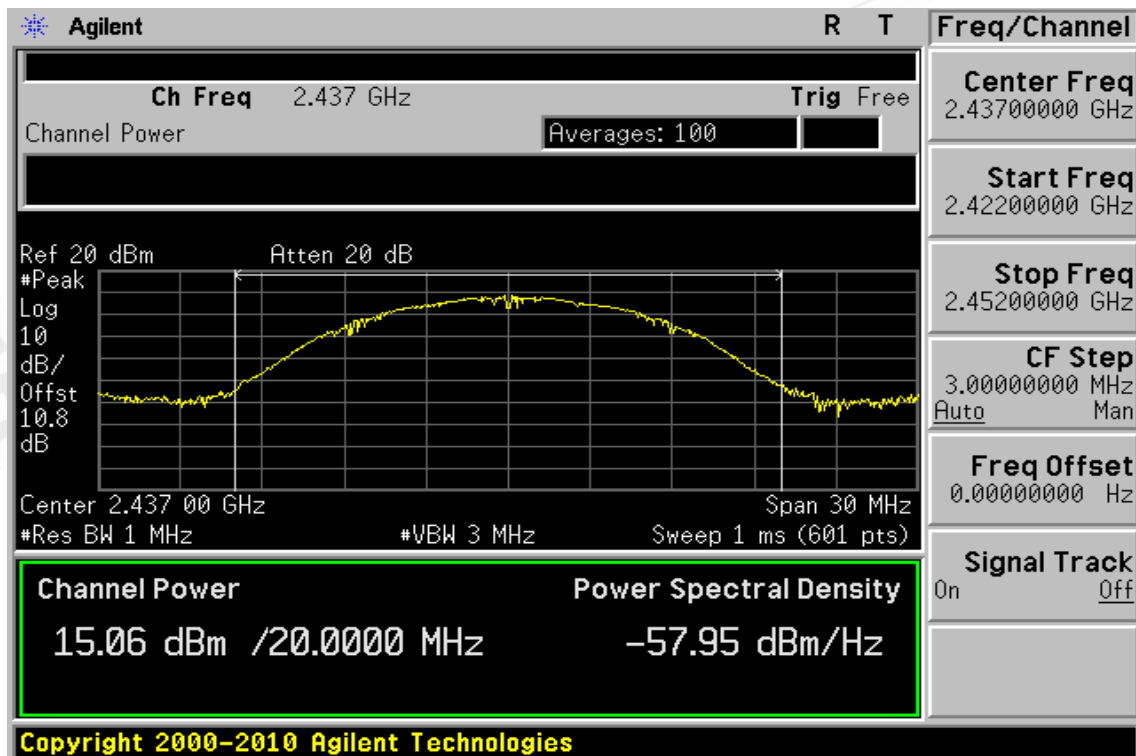 Agilent R T
Ch Freq 2.437 GHz Trig Free
Channel Power Averages: 100
Ref 20 dBm Atten 20 dB
#Peak
Log
10
dB/
Offst
10.8
dB
Center 2.437 00 GHz Span 30 MHz
#Res BW 1 MHz #VBW 3 MHz Sweep 1 ms (601 pts)
Channel Power Power Spectral Density
15.06 dBm /20.0000 MHz -57.95 dBm/Hz
Copyright 2000-2010 Agilent Technologies
Freq/Channel
Center Freq
2.43700000 GHz
Start Freq
2.42200000 GHz
Stop Freq
2.45200000 GHz
CF Step
3.00000000 MHz
Auto Man
Freq Offset
0.00000000 Hz
Signal Track
On Off